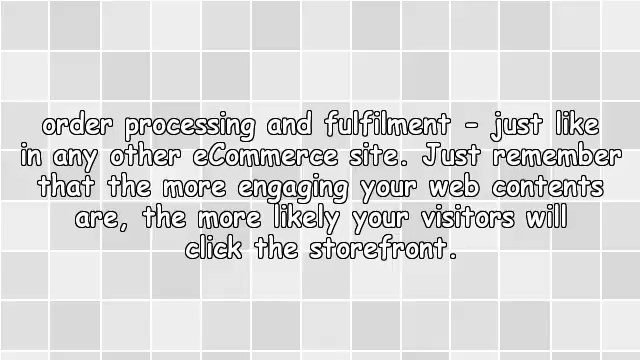 order processing and fulfilment - just like
in any other eCommerce site. Just remember
that the more engaging your web contents
are, the more likely your visitors will
click the storefront.